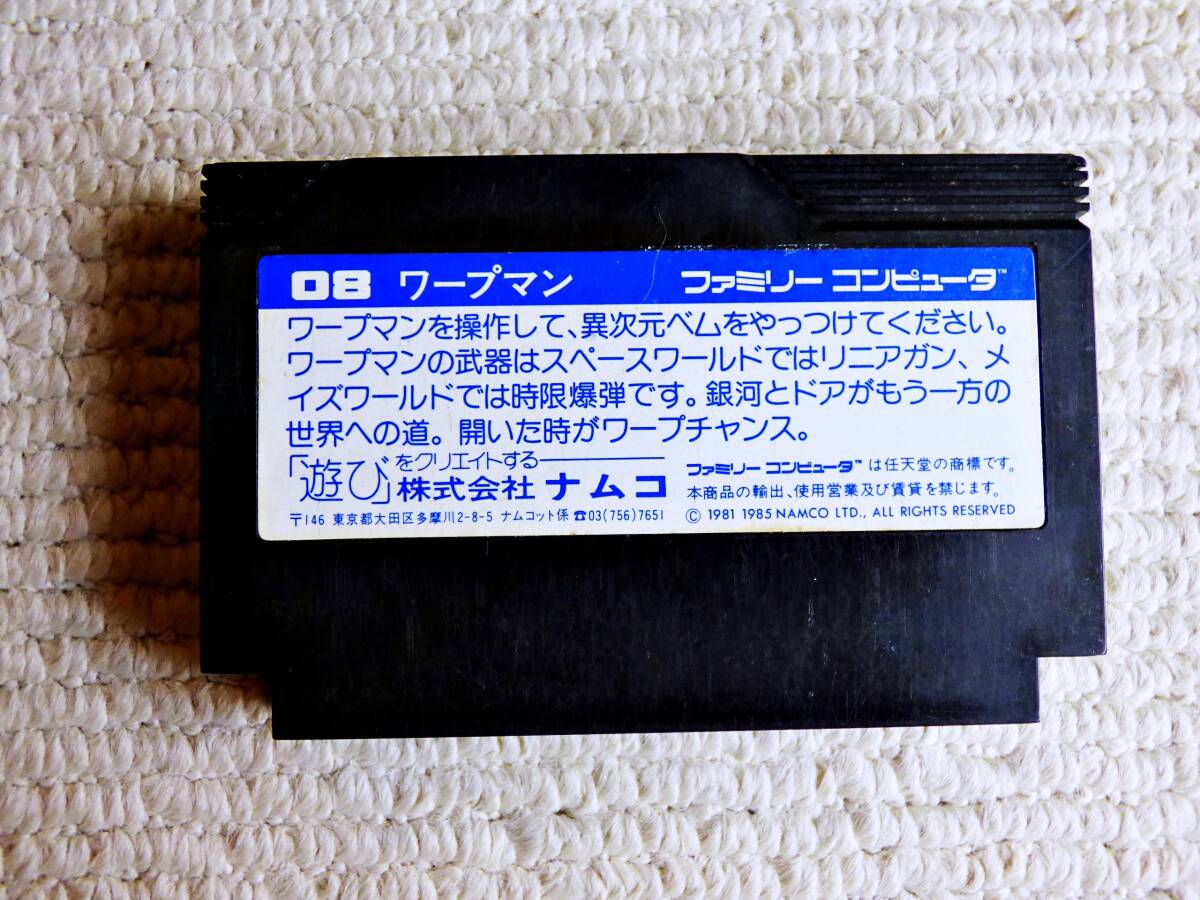 08 ワープマン ファミリー コンピュータ™
ワープマンを操作して、異次元ベムをやっつけてください。
ワープマンの武器はスペースワールドではリニアガン、メ
イズワールドでは時限爆弾です。銀河とドアがもう一方の
世界への道。開いた時がワープチャンス。
「遊び」をクリエイトする
株式会社 ナムコ
〒146 東京都大田区多摩川2-8-5 ナムコット係 ☎03(756)7651
ファミリー コンピュータ™ は任天堂の商標です。
本商品の輸出、使用営業及び賃貸を禁じます。
© 1981 1985 NAMCO LTD., ALL RIGHTS RESERVED